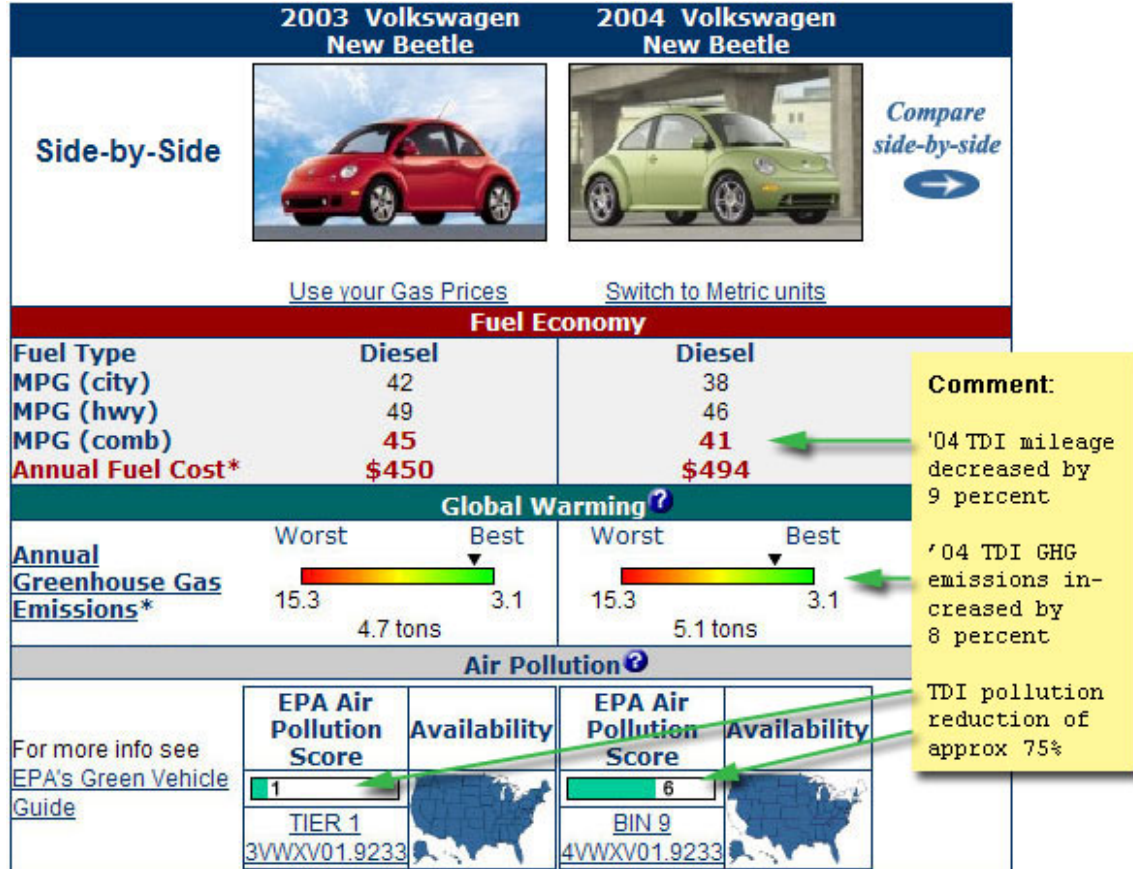 2003 Volkswagen New Beetle
2004 Volkswagen New Beetle
Side-by-Side
Compare
side-by-side
Use your Gas Prices
Switch to Metric units
Fuel Economy
Fuel Type Diesel Diesel
MPG (city) 42 38
MPG (hwy) 49 46
MPG (comb) 45 41
Annual Fuel Cost* $450 $494
Global Warming?
Annual
Greenhouse Gas
Emissions*
Worst Best
15.3 3.1
4.7 tons
Worst Best
15.3 3.1
5.1 tons
Air Pollution?
For more info see
EPA's Green Vehicle
Guide
EPA Air
Pollution
Score
Availability
1
TIER 1
3VWXV01.9233
EPA Air
Pollution
Score
Availability
6
BIN 9
4VWXV01.9233
Comment:
'04 TDI mileage
decreased by
9 percent
'04 TDI GHG
emissions in-
creased by
8 percent
TDI pollution
reduction of
approx 75%